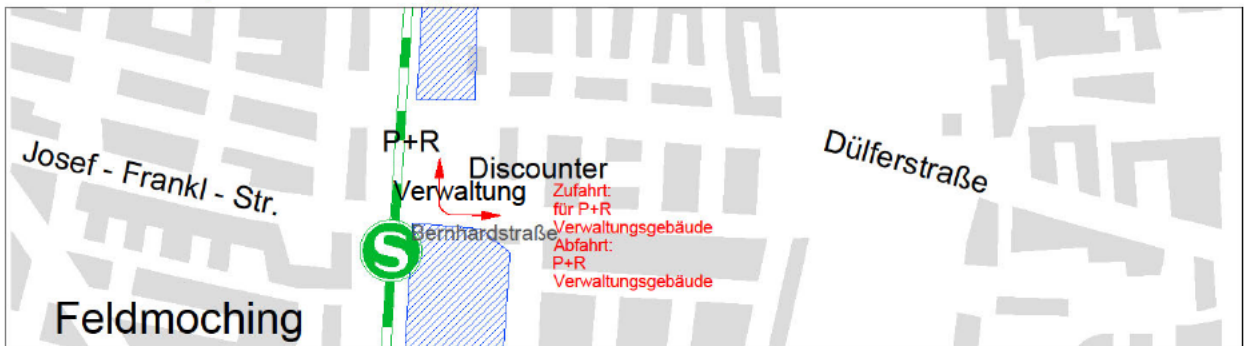 P+R
Josef - Frankl - Str.
Discounter
Verwaltung
Dülferstraße
Zufahrt:
für P+R
Verwaltungsgebäude
Abfahrt:
P+R
Verwaltungsgebäude
S
Bernhardstraße
Feldmoching